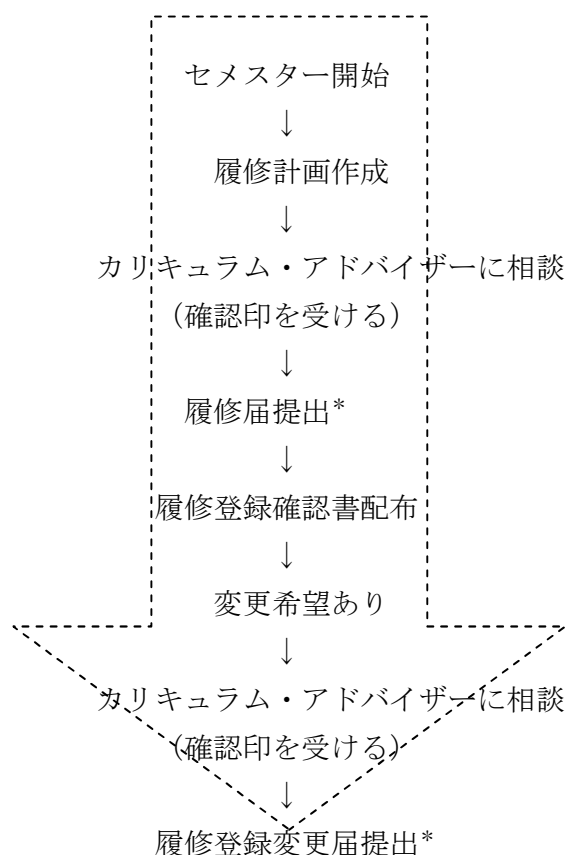 セメスター開始
↓
履修計画作成
↓
カリキュラム・アドバイザーに相談
（確認印を受ける）
↓
履修届提出*
↓
履修登録確認書配布
↓
変更希望あり
↓
カリキュラム・アドバイザーに相談
（確認印を受ける）
↓
履修登録変更届提出*